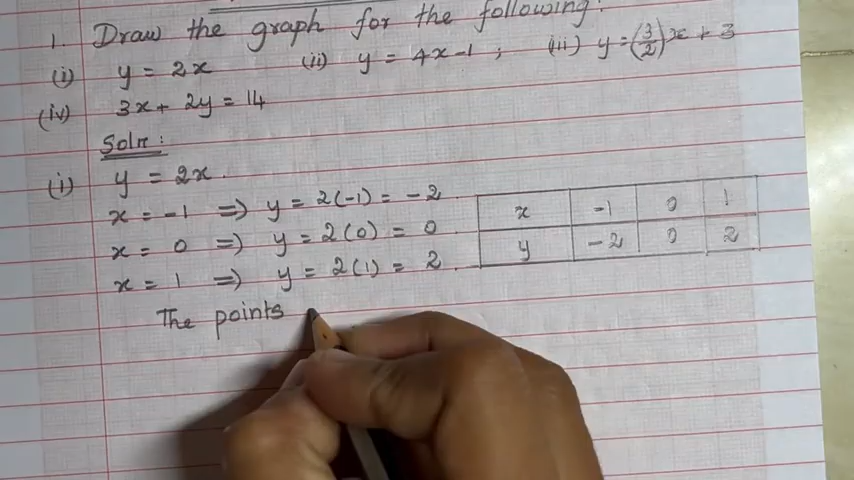 1. Draw the graph for the following:
(i) y = 2x (ii) y = 4x-1 ; (iii) y = (3/2)x + 3
(iv) 3x + 2y = 14
Soln:
(i) y = 2x.
x = -1 => y = 2(-1) = -2
x = 0 => y = 2(0) = 0
x = 1 => y = 2(1) = 2
x -1 0 1
y -2 0 2
The points